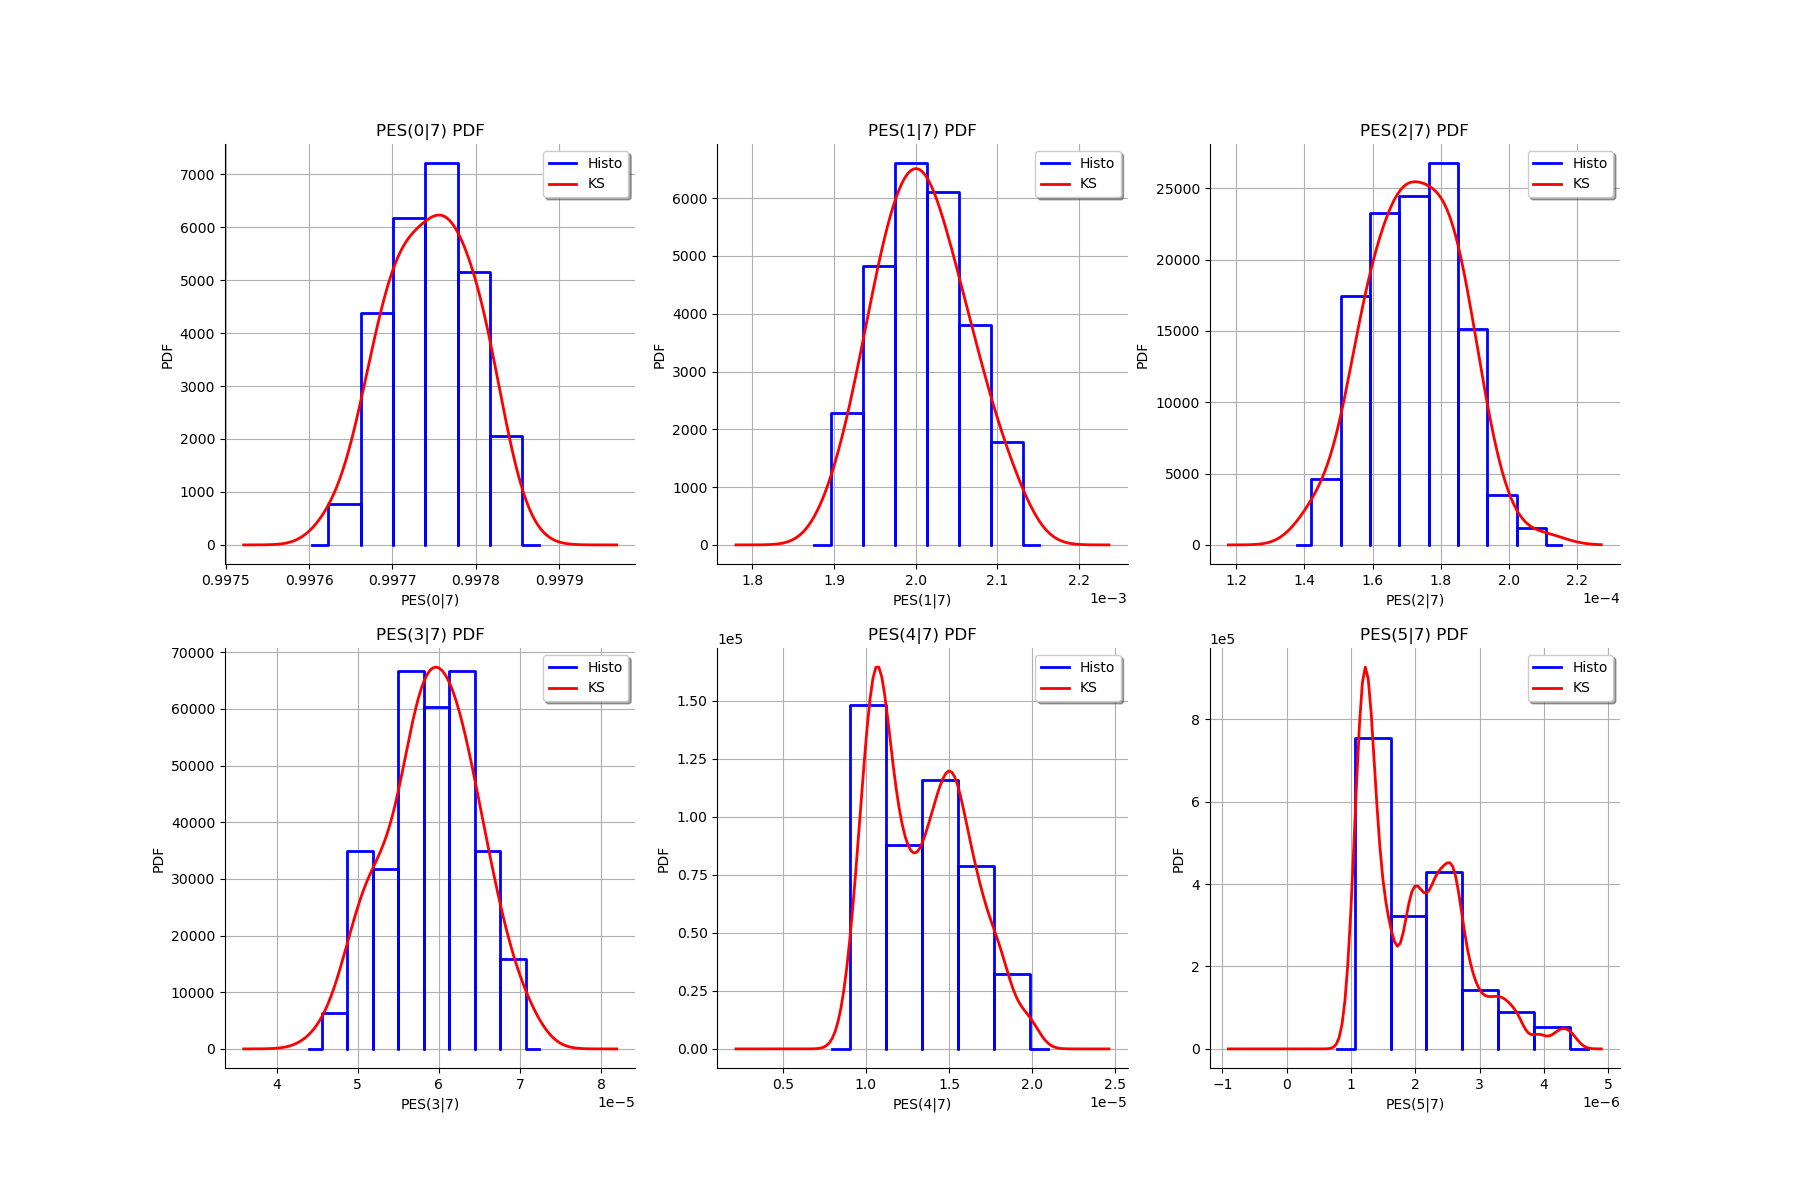 PES(0|7) PDF
7000
6000
5000
4000
3000
2000
1000
0
PDF
0.9975 0.9976 0.9977 0.9978 0.9979
PES(0|7)
Histo
KS
PES(1|7) PDF
6000
5000
4000
3000
2000
1000
0
PDF
1.8 1.9 2.0 2.1 2.2
1e−3
PES(1|7)
Histo
KS
PES(2|7) PDF
25000
20000
15000
10000
5000
0
PDF
1.2 1.4 1.6 1.8 2.0 2.2
1e−4
PES(2|7)
Histo
KS
PES(3|7) PDF
70000
60000
50000
40000
30000
20000
10000
0
PDF
4 5 6 7 8
1e−5
PES(3|7)
Histo
KS
PES(4|7) PDF
1e5
1.50
1.25
1.00
0.75
0.50
0.25
0.00
PDF
0.5 1.0 1.5 2.0 2.5
1e−5
PES(4|7)
Histo
KS
PES(5|7) PDF
1e5
8
6
4
2
0
PDF
−1 0 1 2 3 4 5
1e−6
PES(5|7)
Histo
KS